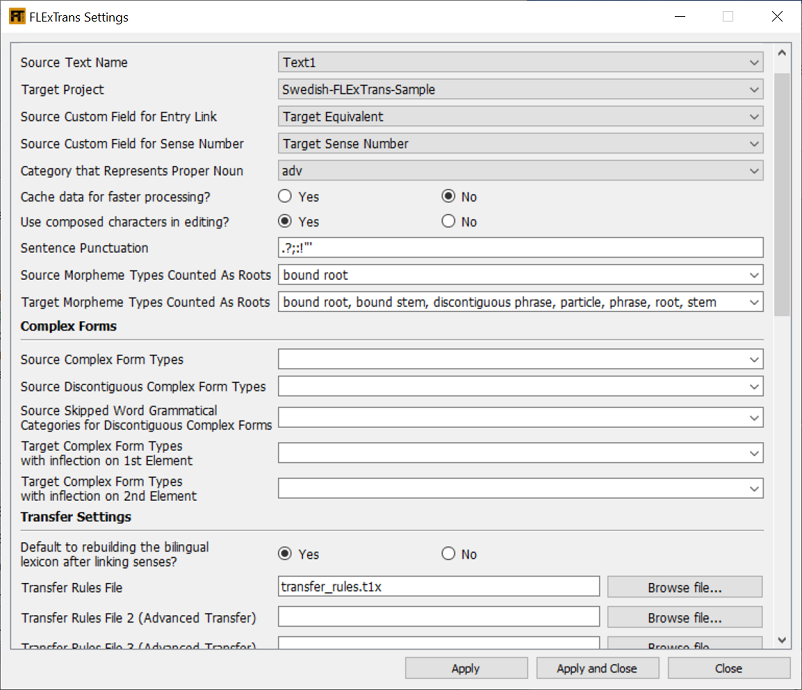 FLExTrans Settings
Source Text Name Text1
Target Project Swedish-FLExTrans-Sample
Source Custom Field for Entry Link Target Equivalent
Source Custom Field for Sense Number Target Sense Number
Category that Represents Proper Noun adv
Cache data for faster processing? Yes No
Use composed characters in editing? Yes No
Sentence Punctuation .?;:!"'
Source Morpheme Types Counted As Roots bound root
Target Morpheme Types Counted As Roots bound root, bound stem, discontiguous phrase, particle, phrase, root, stem
Complex Forms
Source Complex Form Types
Source Discontiguous Complex Form Types
Source Skipped Word Grammatical
Categories for Discontiguous Complex Forms
Target Complex Form Types
with inflection on 1st Element
Target Complex Form Types
with inflection on 2nd Element
Transfer Settings
Default to rebuilding the bilingual
lexicon after linking senses? Yes No
Transfer Rules File transfer_rules.t1x Browse file...
Transfer Rules File 2 (Advanced Transfer) Browse file...
Transfer Rules File 3 (Advanced Transfer) Browse file...
Apply Apply and Close Close